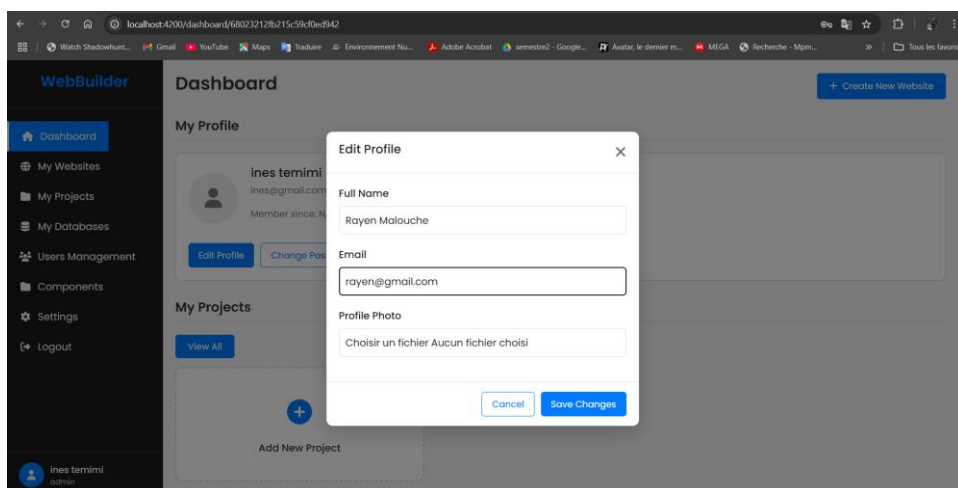 localhost:4200/dashboard/68023212fb215c59cf0ed942
Watch Shadowhunt... Gmail YouTube Maps Traduire Environnement Nu... Adobe Acrobat semestre2 - Google... Avatar, le dernier m... MEGA Recherche - Mpm... » Tous les favoris
WebBuilder
Dashboard
+ Create New Website
Dashboard
My Websites
My Projects
My Databases
Users Management
Components
Settings
Logout
ines temimi
admin
My Profile
ines temimi
ines@gmail.com
Member since: N
Edit Profile
Change Pas
My Projects
View All
Add New Project
Edit Profile
×
Full Name
Rayen Malouche
Email
rayen@gmail.com
Profile Photo
Choisir un fichier Aucun fichier choisi
Cancel
Save Changes